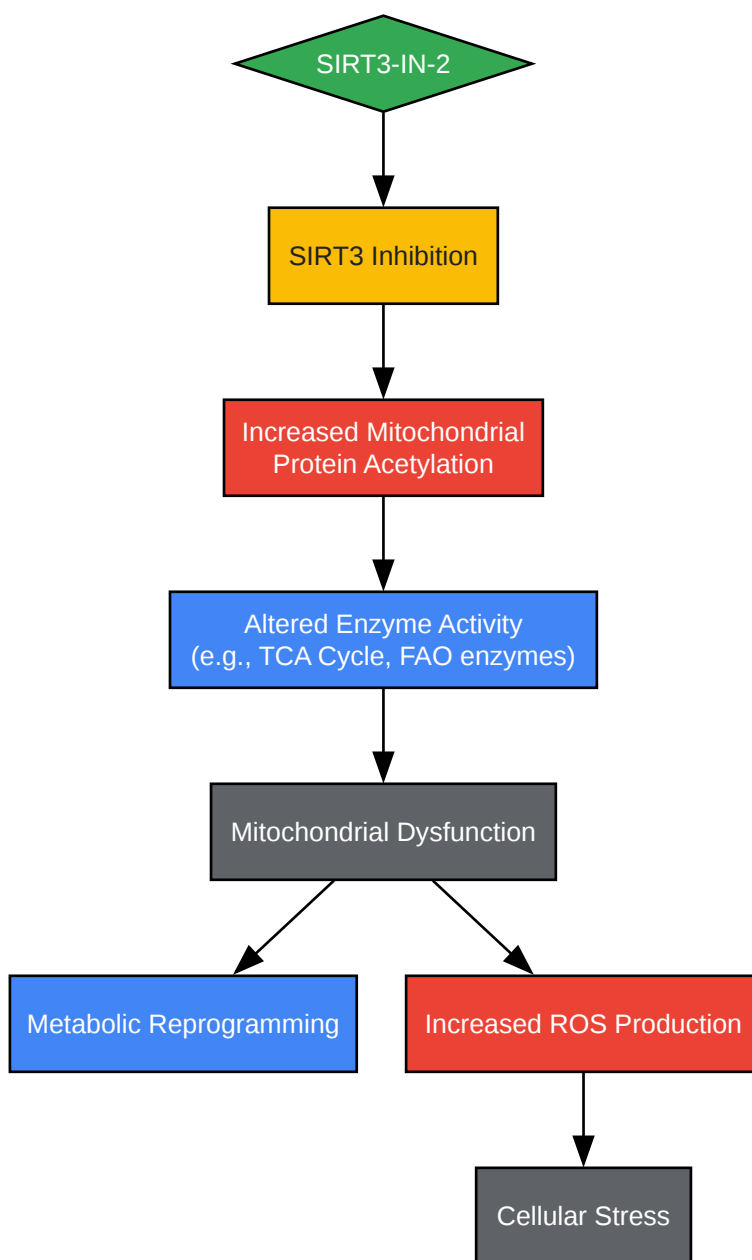 SIRT3-IN-2
SIRT3 Inhibition
Increased Mitochondrial
Protein Acetylation
Altered Enzyme Activity
(e.g., TCA Cycle, FAO enzymes)
Mitochondrial Dysfunction
Metabolic Reprogramming
Increased ROS Production
Cellular Stress